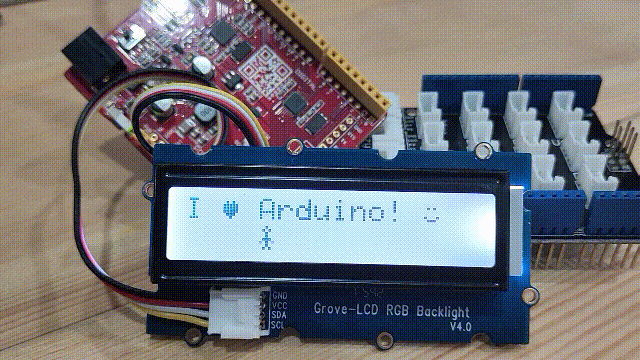 I ♥ Arduino! ☺
GND
VCC
SDA
SCL
Grove-LCD RGB Backlight
V4.0